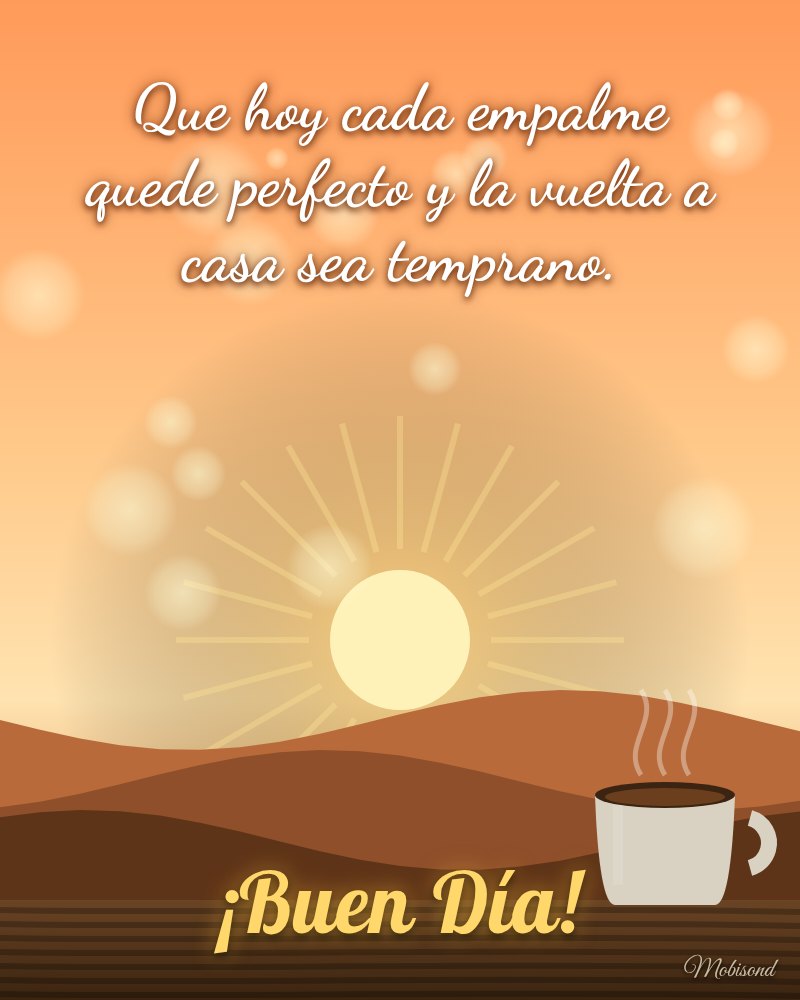 Que hoy cada empalme
quede perfecto y la vuelta a
casa sea temprano.
¡Buen Día!
Mobisond